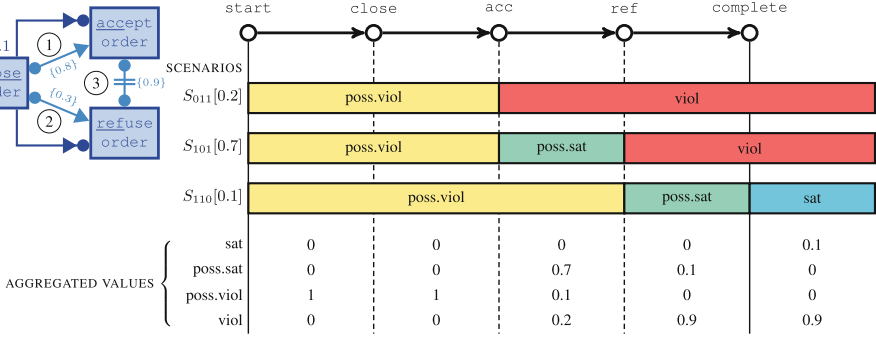 start close acc ref complete
accept
order
.1
1
{0.8}
ose
der
3
{0.9}
{0.3}
2
refuse
order
SCENARIOS
S011[0.2] poss.viol viol
S101[0.7] poss.viol poss.sat viol
S110[0.1] poss.viol poss.sat sat
AGGREGATED VALUES
sat 0 0 0 0 0.1
poss.sat 0 0 0.7 0.1 0
poss.viol 1 1 0.1 0 0
viol 0 0 0.2 0.9 0.9